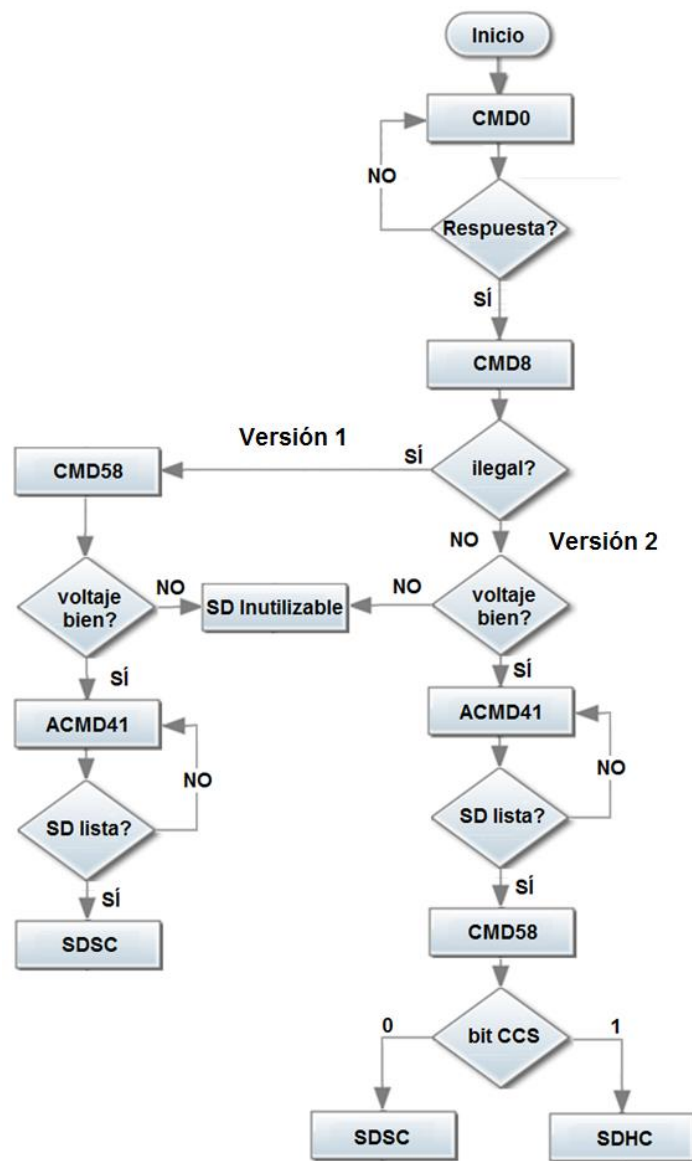 Inicio
CMD0
NO
Respuesta?
SÍ
CMD8
Versión 1
SÍ
ilegal?
CMD58
NO
Versión 2
voltaje
bien?
NO
SD Inutilizable
NO
voltaje
bien?
SÍ
SÍ
ACMD41
ACMD41
NO
NO
SD lista?
SD lista?
SÍ
SÍ
SDSC
CMD58
0
bit CCS
1
SDSC
SDHC